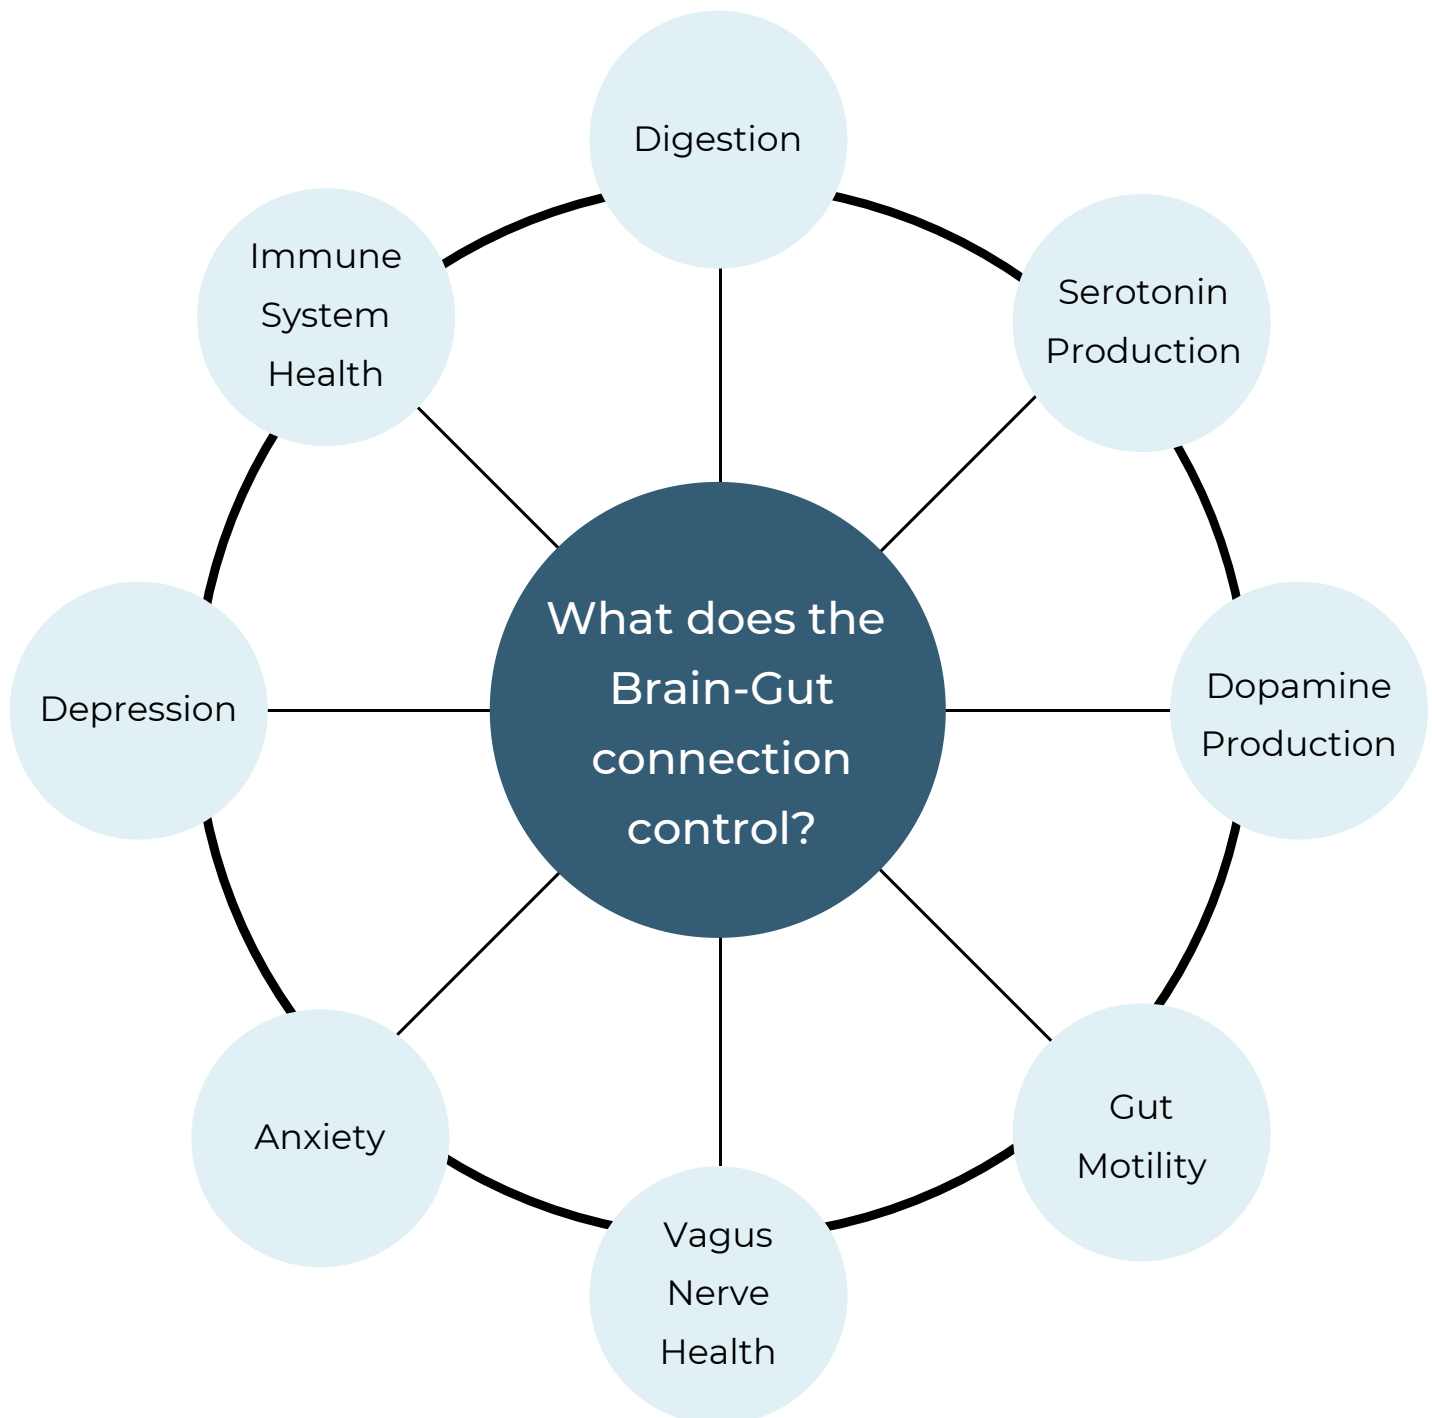 What does the
Brain-Gut
connection
control?
Digestion
Serotonin
Production
Dopamine
Production
Gut
Motility
Vagus
Nerve
Health
Anxiety
Depression
Immune
System
Health